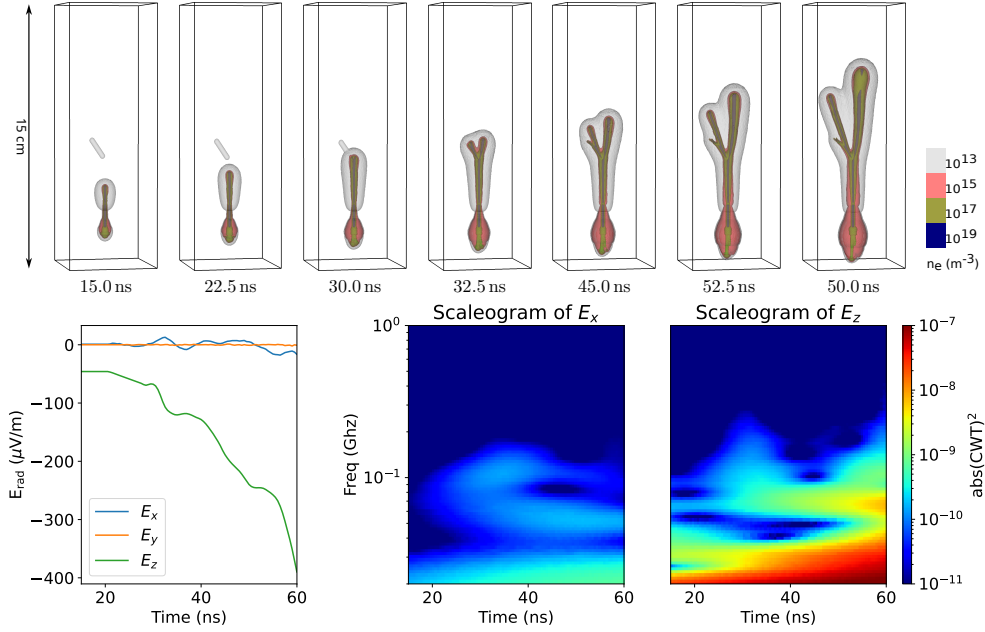 15 cm
15.0 ns
22.5 ns
30.0 ns
32.5 ns
45.0 ns
52.5 ns
50.0 ns
10^13
10^15
10^17
10^19
n_e (m^-3)
0
−100
−200
−300
−400
E_rad (μV/m)
E_x
E_y
E_z
20
40
60
Time (ns)
Scaleogram of E_x
10^0
10^−1
Freq (Ghz)
20
40
60
Time (ns)
Scaleogram of E_z
20
40
60
Time (ns)
10^−7
10^−8
10^−9
10^−10
10^−11
abs(CWT)^2